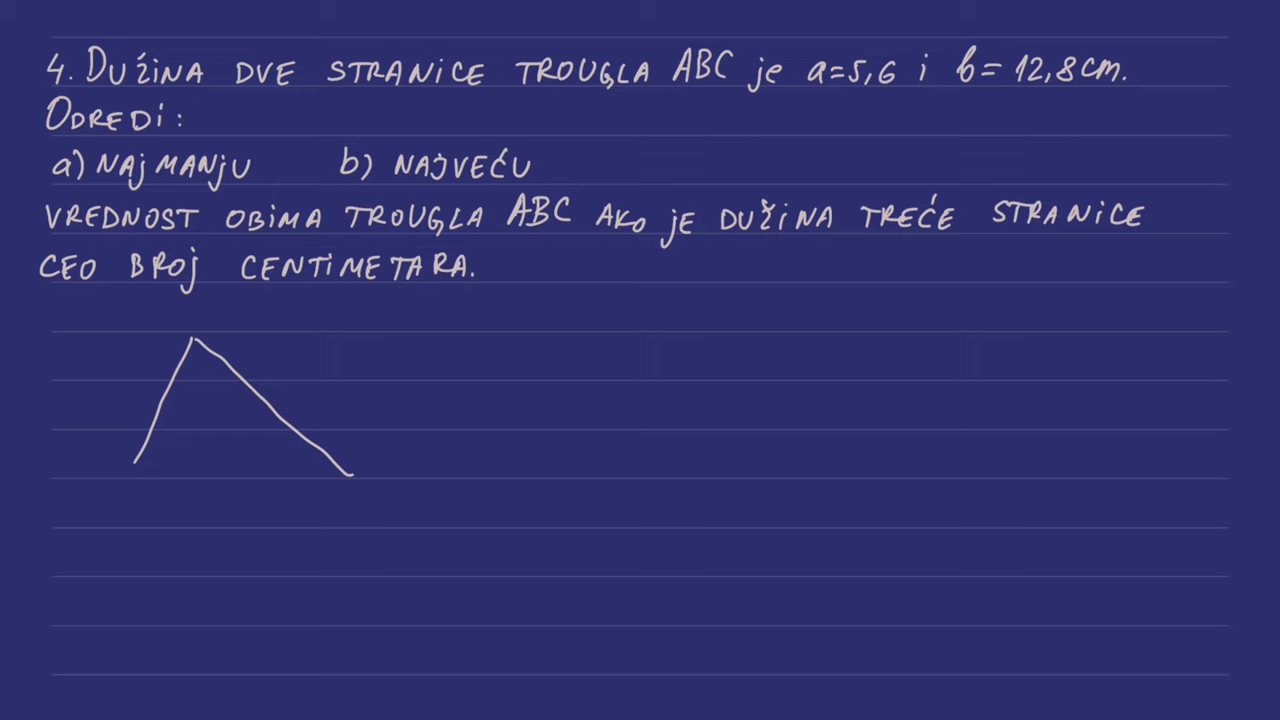 4. Dužina dve stranice trougla ABC je a=5,6 i b=12,8cm.
Odredi:
a) najmanju b) najveću
vrednost obima trougla ABC ako je dužina treće stranice
ceo broj centimetara.